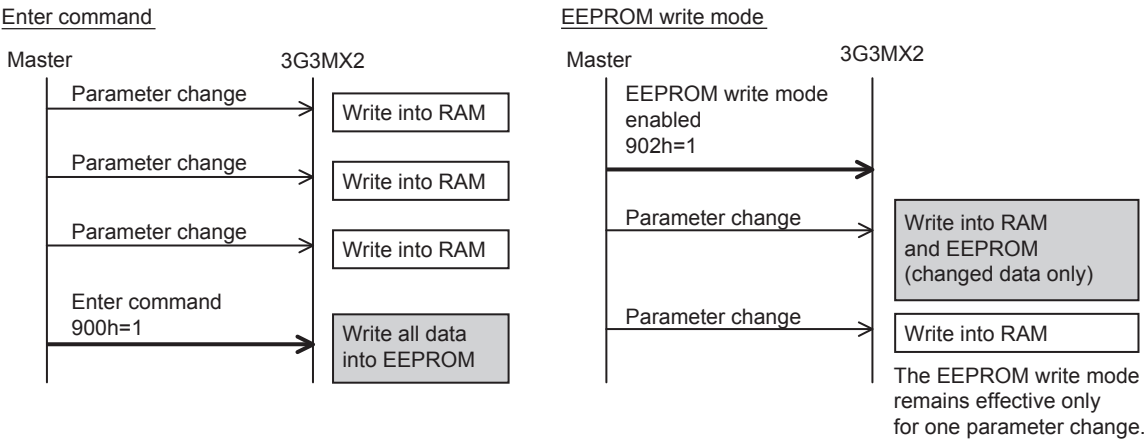 Enter command
Master
3G3MX2
Parameter change
Write into RAM
Parameter change
Write into RAM
Parameter change
Write into RAM
Enter command
900h=1
Write all data
into EEPROM
EEPROM write mode
Master
3G3MX2
EEPROM write mode
enabled
902h=1
Parameter change
Write into RAM
and EEPROM
(changed data only)
Parameter change
Write into RAM
The EEPROM write mode
remains effective only
for one parameter change.